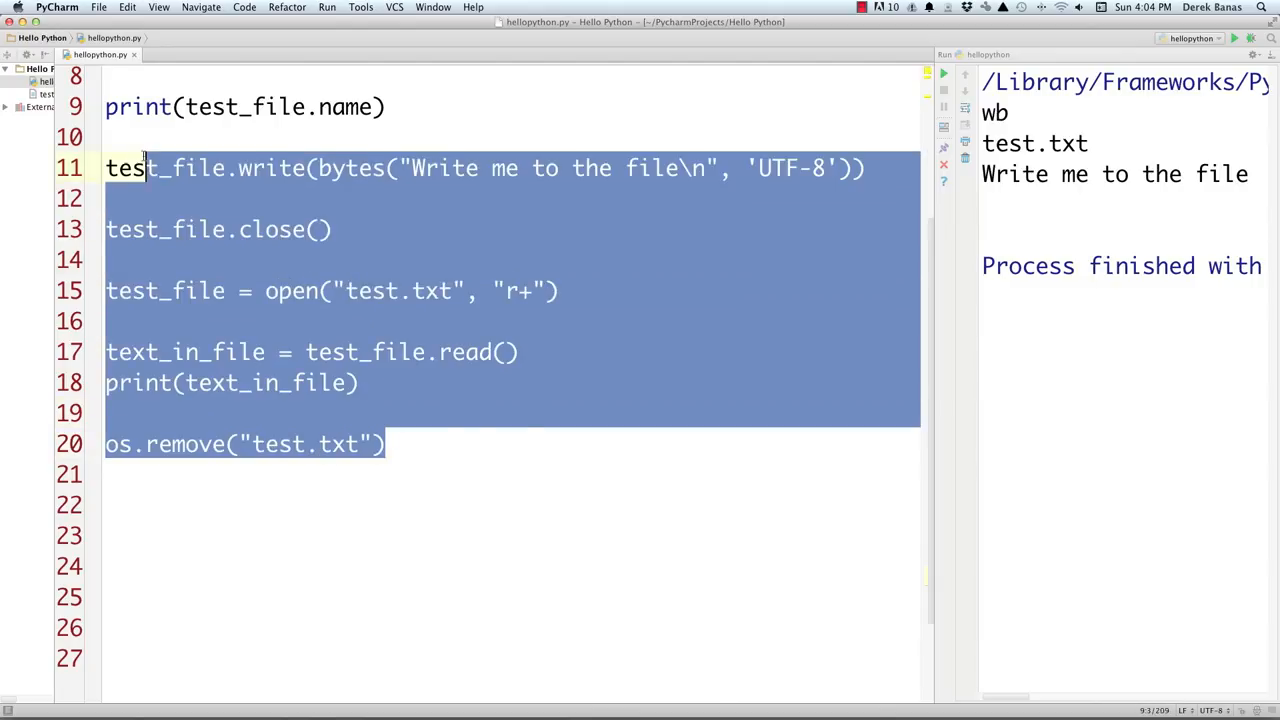 PyCharm File Edit View Navigate Code Refactor Run Tools VCS Window Help 10 Sun 4:04 PM Derek Banas
hellopython.py - Hello Python - [~/PycharmProjects/Hello Python]
Hello Python hellopython.py hellopython
hellopython.py Run hellopython
Hello P
hell
test
Externa
8
9 print(test_file.name)
10
11 test_file.write(bytes("Write me to the file\n", 'UTF-8'))
12
13 test_file.close()
14
15 test_file = open("test.txt", "r+")
16
17 text_in_file = test_file.read()
18 print(text_in_file)
19
20 os.remove("test.txt")
21
22
23
24
25
26
27
/Library/Frameworks/Py
wb
test.txt
Write me to the file
Process finished with
9:3/209 LF UTF-8